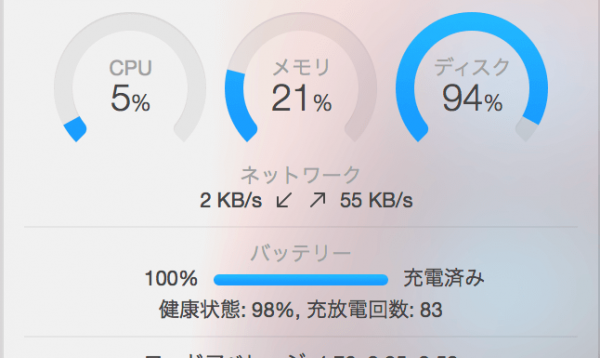 CPU メモリ ディスク
5% 21% 94%
ネットワーク
2 KB/s ↙ ↗ 55 KB/s
バッテリー
100% 充電済み
健康状態: 98%, 充放電回数: 83